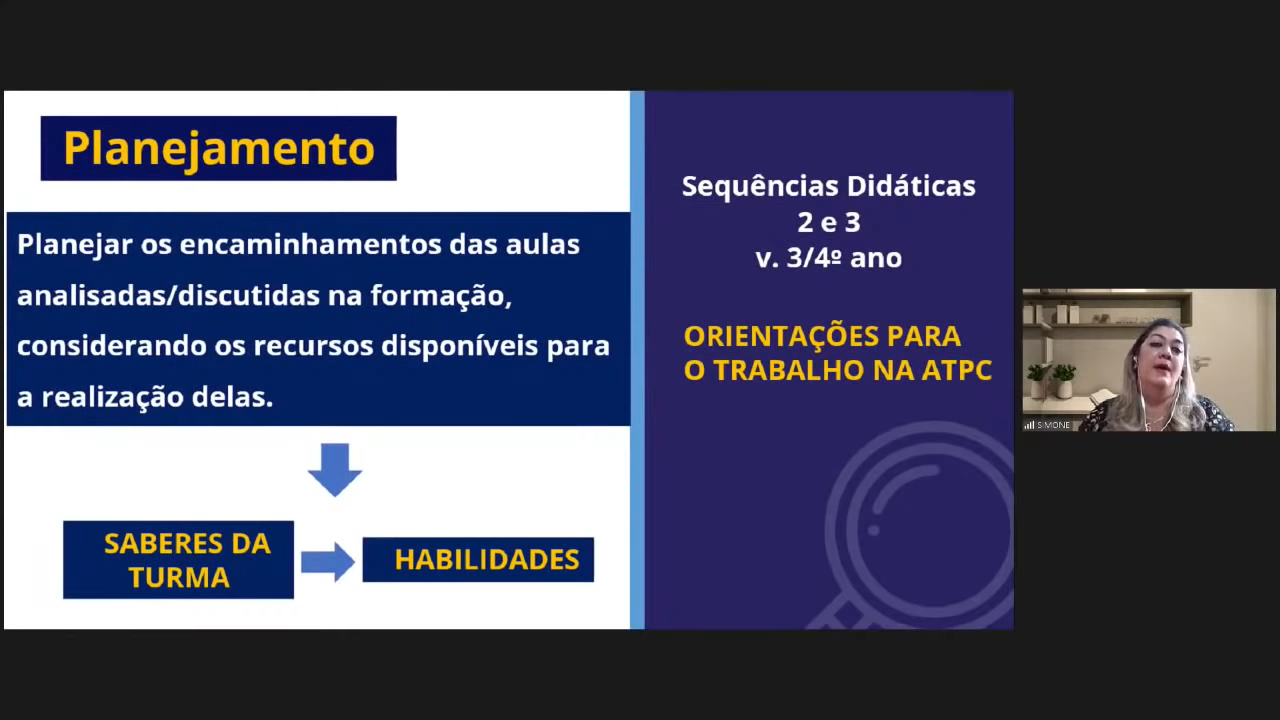 Planejamento
Planejar os encaminhamentos das aulas
analisadas/discutidas na formação,
considerando os recursos disponíveis para
a realização delas.
SABERES DA
TURMA
HABILIDADES
Sequências Didáticas
2 e 3
v. 3/4º ano
ORIENTAÇÕES PARA
O TRABALHO NA ATPC
SIMONE